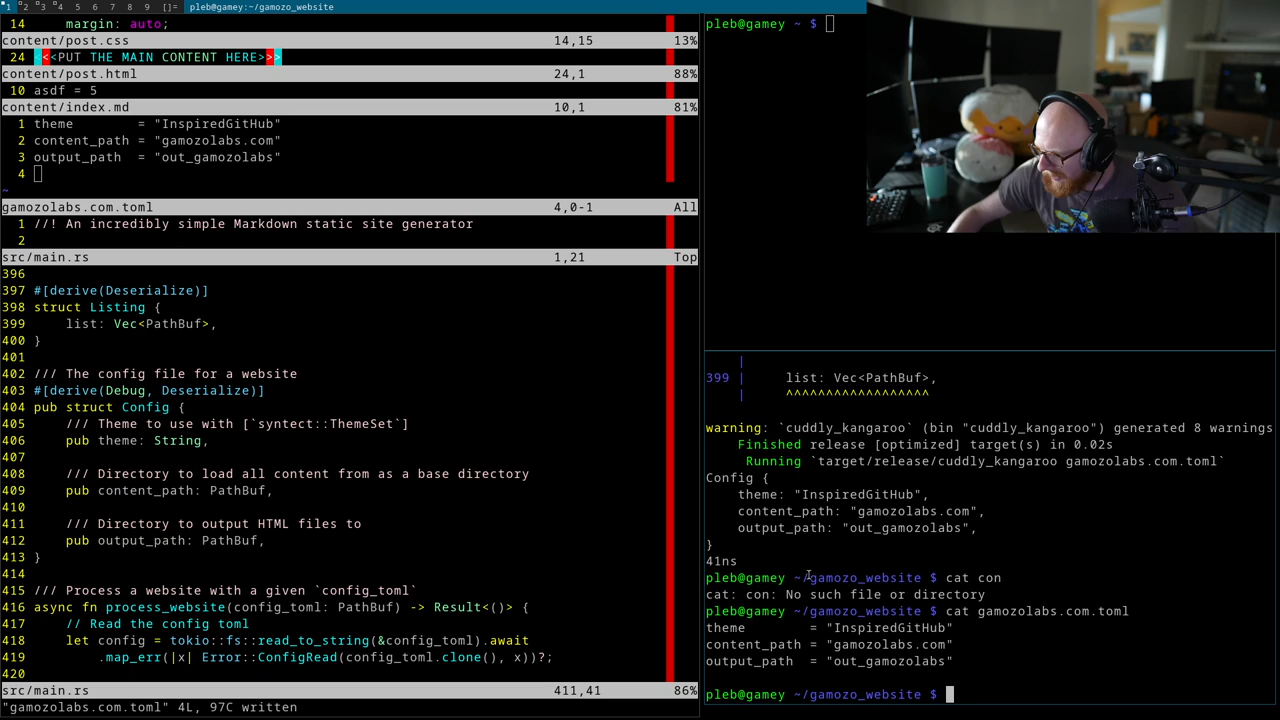 1 2 3 4 5 6 7 8 9 []= pleb@gamey:~/gamozo_website
14     margin: auto;
content/post.css 14,15 13%
24 <<<PUT THE MAIN CONTENT HERE>>>
content/post.html 24,1 88%
10 asdf = 5
content/index.md 10,1 81%
1 theme        = "InspiredGitHub"
2 content_path = "gamozolabs.com"
3 output_path  = "out_gamozolabs"
4
~
gamozolabs.com.toml 4,0-1 All
1 //! An incredibly simple Markdown static site generator
2
src/main.rs 1,21 Top
396
397 #[derive(Deserialize)]
398 struct Listing {
399     list: Vec<PathBuf>,
400 }
401
402 /// The config file for a website
403 #[derive(Debug, Deserialize)]
404 pub struct Config {
405     /// Theme to use with [`syntect::ThemeSet`]
406     pub theme: String,
407
408     /// Directory to load all content from as a base directory
409     pub content_path: PathBuf,
410
411     /// Directory to output HTML files to
412     pub output_path: PathBuf,
413 }
414
415 /// Process a website with a given `config_toml`
416 async fn process_website(config_toml: PathBuf) -> Result<()> {
417     // Read the config toml
418     let config = tokio::fs::read_to_string(&config_toml).await
419         .map_err(|x| Error::ConfigRead(config_toml.clone(), x))?;
420
src/main.rs 411,41 86%
"gamozolabs.com.toml" 4L, 97C written
pleb@gamey ~ $
|
399 |     list: Vec<PathBuf>,
|     ^^^^^^^^^^^^^^^^^^
warning: `cuddly_kangaroo` (bin "cuddly_kangaroo") generated 8 warnings
Finished release [optimized] target(s) in 0.02s
Running `target/release/cuddly_kangaroo gamozolabs.com.toml`
Config {
    theme: "InspiredGitHub",
    content_path: "gamozolabs.com",
    output_path: "out_gamozolabs",
}
41ns
pleb@gamey ~/gamozo_website $ cat con
cat: con: No such file or directory
pleb@gamey ~/gamozo_website $ cat gamozolabs.com.toml
theme        = "InspiredGitHub"
content_path = "gamozolabs.com"
output_path  = "out_gamozolabs"
pleb@gamey ~/gamozo_website $